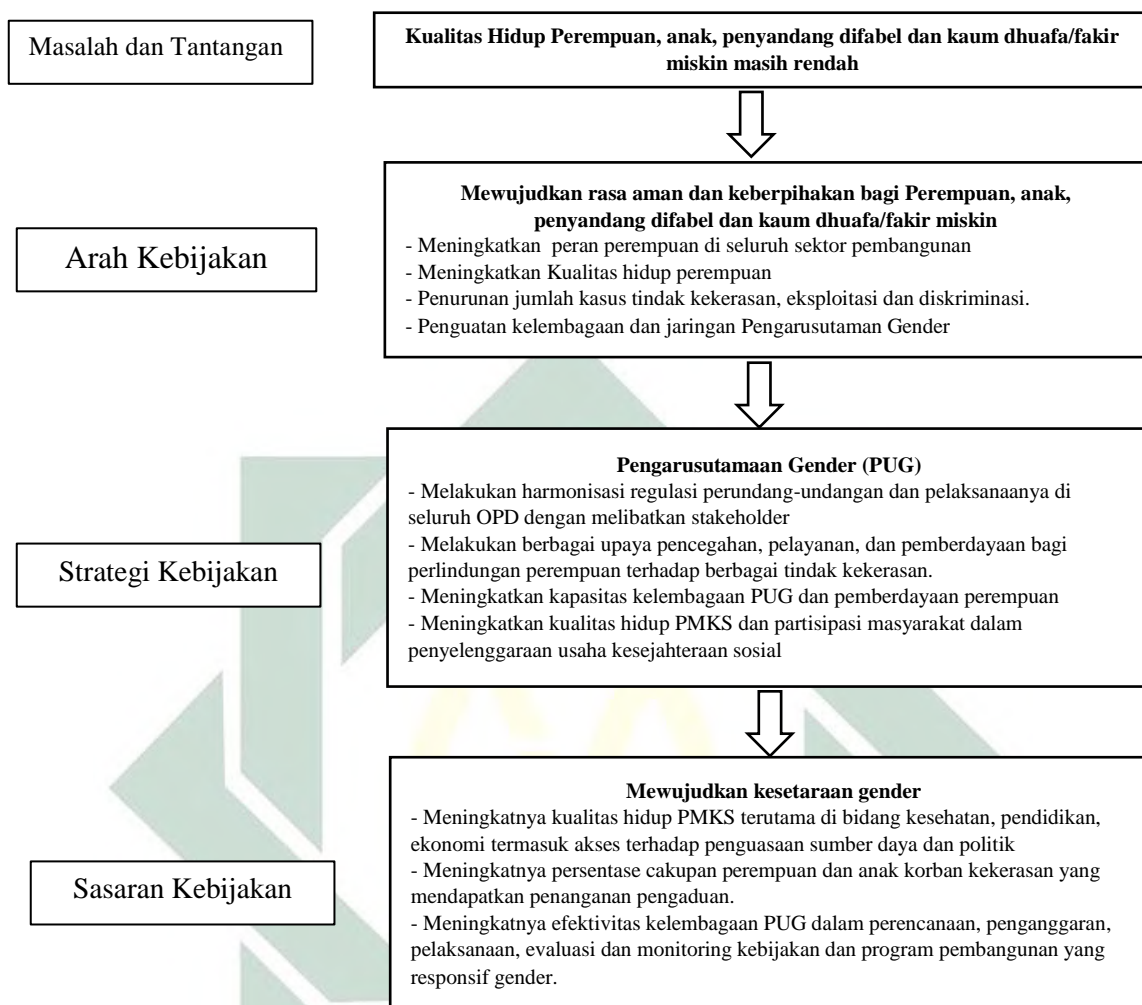 Masalah dan Tantangan
Kualitas Hidup Perempuan, anak, penyandang difabel dan kaum dhuafa/fakir
miskin masih rendah
Arah Kebijakan
Mewujudkan rasa aman dan keberpihakan bagi Perempuan, anak,
penyandang difabel dan kaum dhuafa/fakir miskin
- Meningkatkan peran perempuan di seluruh sektor pembangunan
- Meningkatkan Kualitas hidup perempuan
- Penurunan jumlah kasus tindak kekerasan, eksploitasi dan diskriminasi.
- Penguatan kelembagaan dan jaringan Pengarusutaman Gender
Strategi Kebijakan
Pengarusutamaan Gender (PUG)
- Melakukan harmonisasi regulasi perundang-undangan dan pelaksanaanya di
seluruh OPD dengan melibatkan stakeholder
- Melakukan berbagai upaya pencegahan, pelayanan, dan pemberdayaan bagi
perlindungan perempuan terhadap berbagai tindak kekerasan.
- Meningkatkan kapasitas kelembagaan PUG dan pemberdayaan perempuan
- Meningkatkan kualitas hidup PMKS dan partisipasi masyarakat dalam
penyelenggaraan usaha kesejahteraan sosial
Sasaran Kebijakan
Mewujudkan kesetaraan gender
- Meningkatnya kualitas hidup PMKS terutama di bidang kesehatan, pendidikan,
ekonomi termasuk akses terhadap penguasaan sumber daya dan politik
- Meningkatnya persentase cakupan perempuan dan anak korban kekerasan yang
mendapatkan penanganan pengaduan.
- Meningkatnya efektivitas kelembagaan PUG dalam perencanaan, penganggaran,
pelaksanaan, evaluasi dan monitoring kebijakan dan program pembangunan yang
responsif gender.